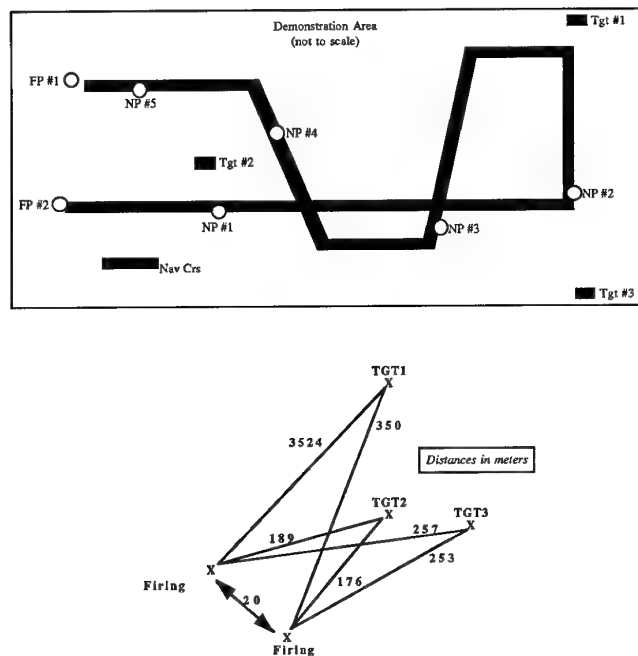 Demonstration Area
(not to scale)
Tgt #1
FP #1
NP #5
NP #4
Tgt #2
FP #2
NP #1
NP #2
NP #3
Nav Crs
Tgt #3
TGT1
X
3524
350
Distances in meters
TGT2
X
TGT3
X
189
257
253
X
Firing
176
20
X
Firing